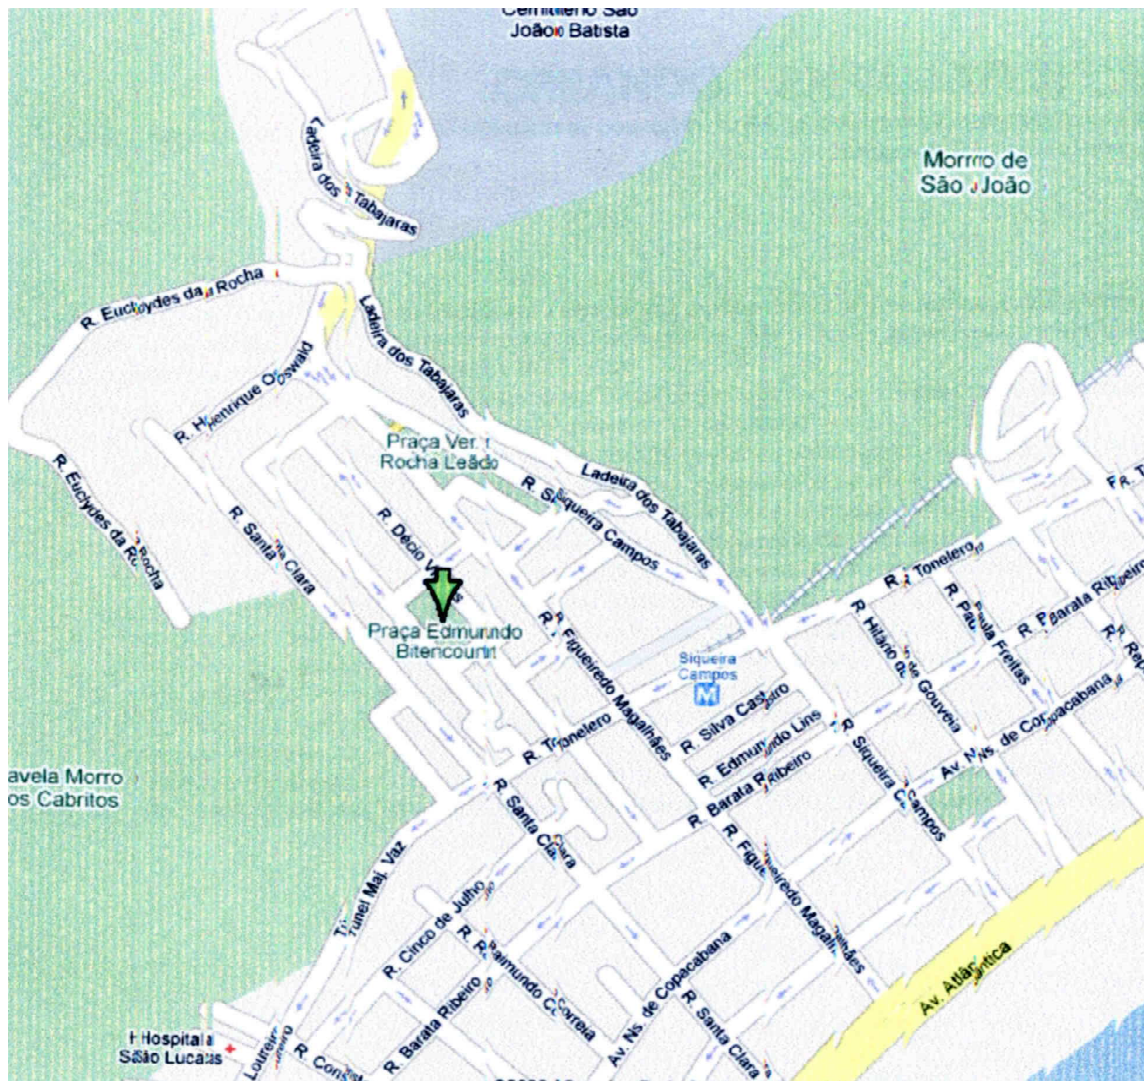 Cemitério São
João Batista
Morro de
São João
Ladeira dos Tabajaras
R. Euclydes da Rocha
Ladeira dos Tabajaras
R. Henrique Oswald
Praça Ver.
Rocha Leão
R. Siqueira Campos
Ladeira dos Tabajaras
R. Euclydes da Rocha
R. Santa Clara
R. Décio
R. Tonelero
R. Barata Ribeiro
R. Hilário de Gouveia
R. Paula Freitas
Praça Edmundo
Bitencourt
R. Figueiredo Magalhães
Siqueira
Campos
M
R. Silva Castro
R. Edmundo Lins
R. Tonelero
R. Siqueira Campos
Av. Ns. de Copacabana
R. Barata Ribeiro
avela Morro
os Cabritos
R. Santa Clara
R. Figueiredo Magalhães
Túnel Maj. Vaz
R. Cinco de Julho
R. Raimundo Correia
Av. Ns. de Copacabana
Av. Atlântica
R. Santa Clara
R. Barata Ribeiro
Hospital
São Lucas
Loureiro